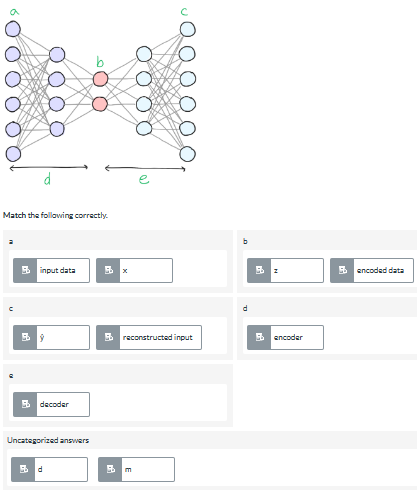 a c
b
d e
Match the following correctly.
a b
input data x z encoded data
c d
ŷ reconstructed input encoder
e
decoder
Uncategorized answers
d m